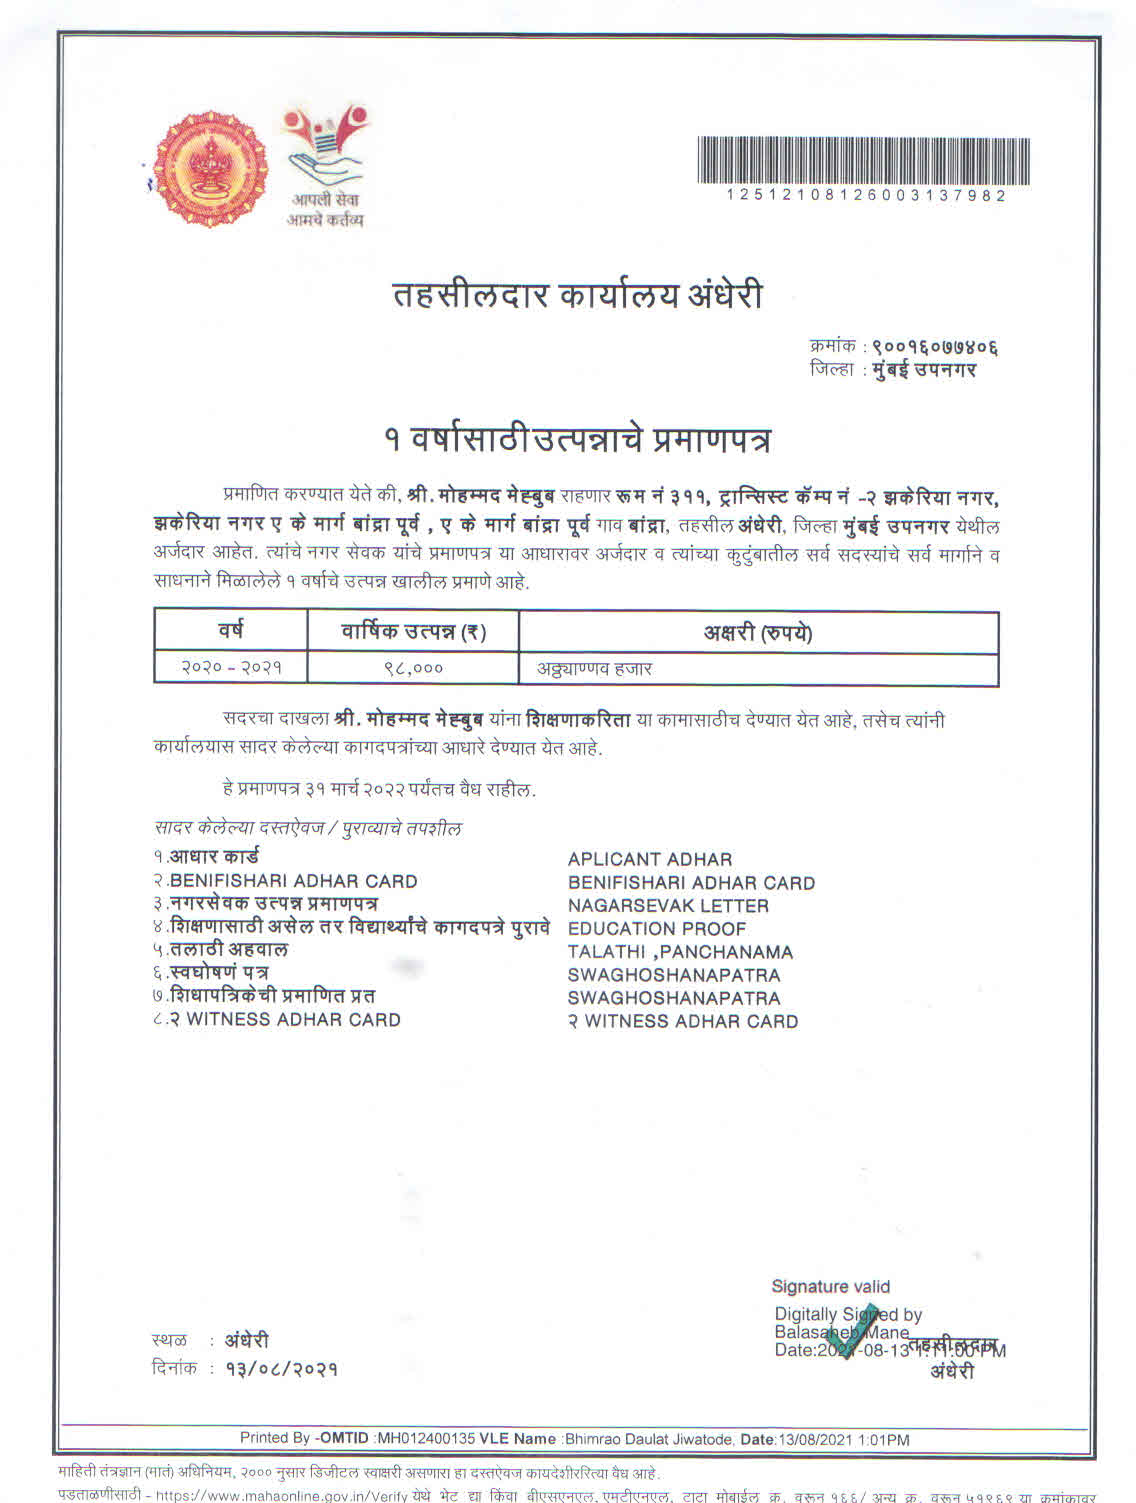 आपली सेवा
आमचे कर्तव्य
12512108126003137982
तहसीलदार कार्यालय अंधेरी
क्रमांक : ९००१६०७७४०६
जिल्हा : मुंबई उपनगर
१ वर्षासाठी उत्पन्नाचे प्रमाणपत्र
प्रमाणित करण्यात येते की, श्री. मोहम्मद मेह्बुब राहणार रूम नं ३११, ट्रान्सिस्ट कॅम्प नं -२ झकेरिया नगर,
झकेरिया नगर ए के मार्ग बांद्रा पूर्व , ए के मार्ग बांद्रा पूर्व गाव बांद्रा, तहसील अंधेरी, जिल्हा मुंबई उपनगर येथील
अर्जदार आहेत. त्यांचे नगर सेवक यांचे प्रमाणपत्र या आधारावर अर्जदार व त्यांच्या कुटुंबातील सर्व सदस्यांचे सर्व मार्गाने व
साधनाने मिळालेले १ वर्षाचे उत्पन्न खालील प्रमाणे आहे.
वर्ष वार्षिक उत्पन्न (₹) अक्षरी (रुपये)
२०२० - २०२१ ९८,००० अठ्ठ्याण्णव हजार
सदरचा दाखला श्री. मोहम्मद मेह्बुब यांना शिक्षणाकरिता या कामासाठीच देण्यात येत आहे, तसेच त्यांनी
कार्यालयास सादर केलेल्या कागदपत्रांच्या आधारे देण्यात येत आहे.
हे प्रमाणपत्र ३१ मार्च २०२२ पर्यंतच वैध राहील.
सादर केलेल्या दस्तऐवज / पुराव्याचे तपशील
१.आधार कार्ड APLICANT ADHAR
२.BENIFISHARI ADHAR CARD BENIFISHARI ADHAR CARD
३.नगरसेवक उत्पन्न प्रमाणपत्र NAGARSEVAK LETTER
४.शिक्षणासाठी असेल तर विद्यार्थ्यांचे कागदपत्रे पुरावे EDUCATION PROOF
५.तलाठी अहवाल TALATHI ,PANCHANAMA
६.स्वघोषणं पत्र SWAGHOSHANAPATRA
७.शिधापत्रिकेची प्रमाणित प्रत SWAGHOSHANAPATRA
८.२ WITNESS ADHAR CARD २ WITNESS ADHAR CARD
Signature valid
Digitally Signed by
Balasaheb Mane
Date:2021-08-13 1:11:00 PM
तहसीलदार
अंधेरी
स्थळ : अंधेरी
दिनांक : १३/०८/२०२१
Printed By -OMTID :MH012400135 VLE Name :Bhimrao Daulat Jiwatode, Date:13/08/2021 1:01PM
माहिती तंत्रज्ञान (मातं) अधिनियम, २००० नुसार डिजीटल स्वाक्षरी असणारा हा दस्तऐवज कायदेशीररित्या वैध आहे.
पडताळणीसाठी - https://www.mahaonline.gov.in/Verify येथे भेट द्या किंवा बीएसएनएल, एमटीएनएल, टाटा मोबाईल क्र. वरून १६६/ अन्य क्र. वरून ५१९६९ या क्रमांकावर